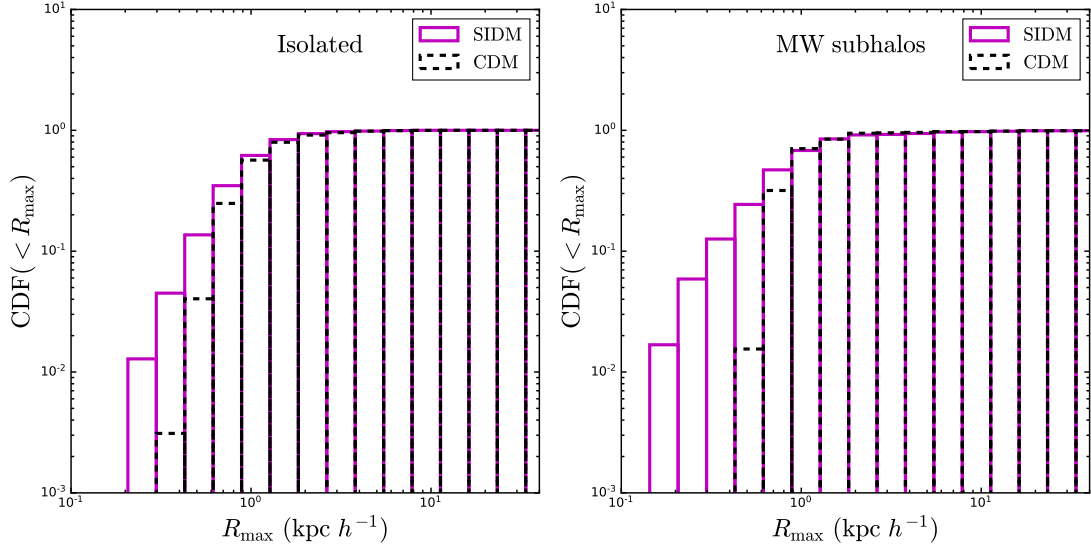 Isolated
SIDM
CDM
10^1
10^0
10^-1
10^-2
10^-3
CDF(< R_max)
10^-1
10^0
10^1
R_max (kpc h^-1)
MW subhalos
SIDM
CDM
10^1
10^0
10^-1
10^-2
10^-3
CDF(< R_max)
10^-1
10^0
10^1
R_max (kpc h^-1)